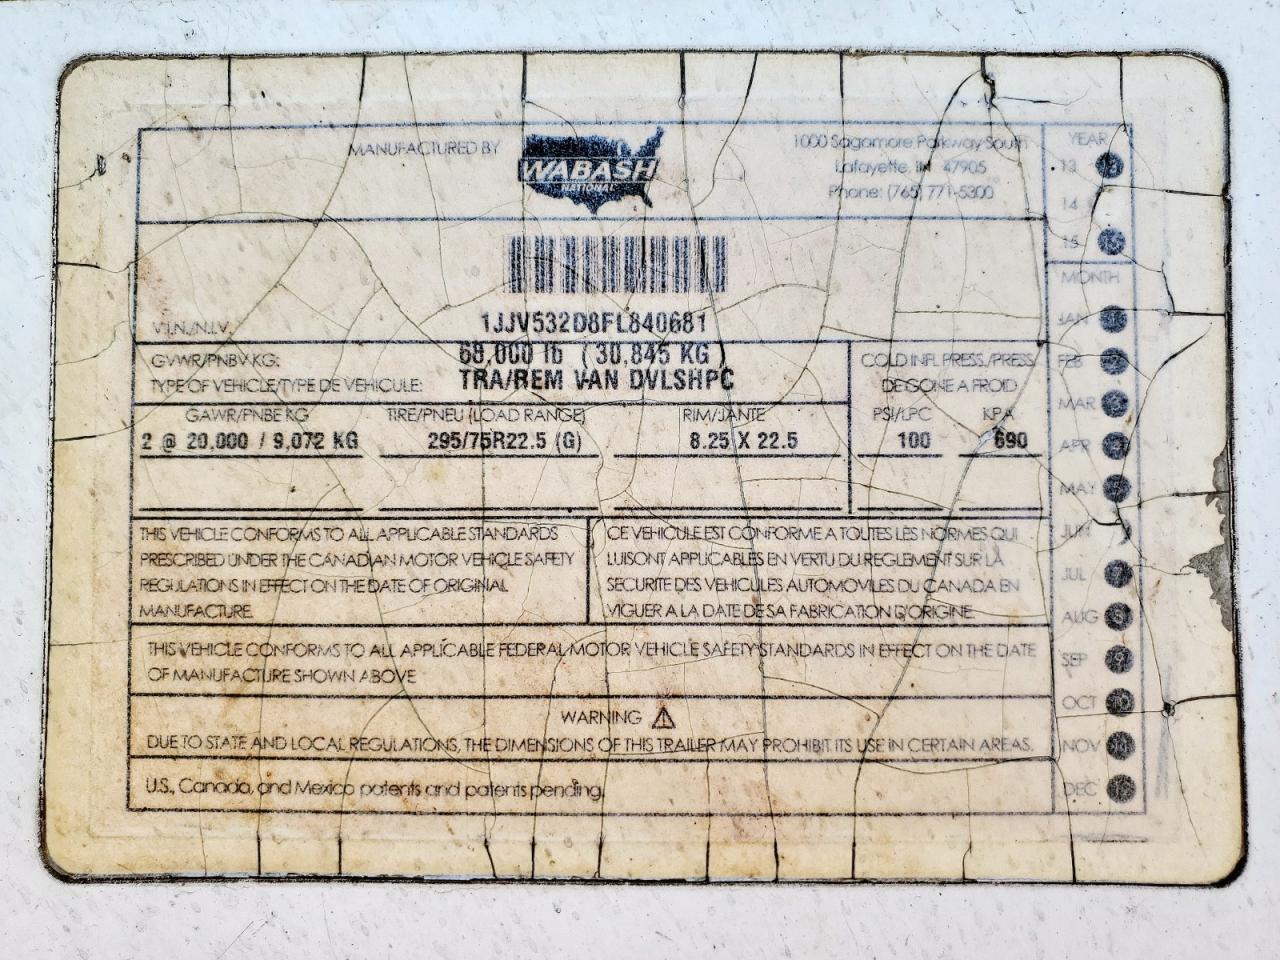 MANUFACTURED BY
WABASH
NATIONAL
1000 Sagamore Parkway South
Lafayette, IN 47905
Phone: (765) 771-5300
YEAR
13
14
15
MONTH
JAN
FEB
MAR
APR
MAY
JUN
JUL
AUG
SEP
OCT
NOV
DEC
V.I.N./N.I.V.
1JJV532D8FL840681
GVWR/PNBV KG:
68,000 lb ( 30,845 KG )
TYPE OF VEHICLE/TYPE DE VEHICULE:
TRA/REM VAN DVLSHPC
COLD INFL. PRESS./PRESS.
DE GONE A FROID
GAWR/PNBE KG
TIRE/PNEU (LOAD RANGE)
RIM/JANTE
PSI/LPC
KPA
2 @ 20,000 / 9,072 KG
295/75R22.5 (G)
8.25 X 22.5
100
690
THIS VEHICLE CONFORMS TO ALL APPLICABLE STANDARDS
PRESCRIBED UNDER THE CANADIAN MOTOR VEHICLE SAFETY
REGULATIONS IN EFFECT ON THE DATE OF ORIGINAL
MANUFACTURE.
CE VEHICULE EST CONFORME A TOUTES LES NORMES QUI
LUISONT APPLICABLES EN VERTU DU REGLEMENT SUR LA
SECURITE DES VEHICULES AUTOMOVILES DU CANADA EN
VIGUER A LA DATE DE SA FABRICATION D'ORIGINE.
THIS VEHICLE CONFORMS TO ALL APPLICABLE FEDERAL MOTOR VEHICLE SAFETY STANDARDS IN EFFECT ON THE DATE
OF MANUFACTURE SHOWN ABOVE
WARNING
DUE TO STATE AND LOCAL REGULATIONS, THE DIMENSIONS OF THIS TRAILER MAY PROHIBIT ITS USE IN CERTAIN AREAS.
U.S., Canada, and Mexico patents and patents pending.